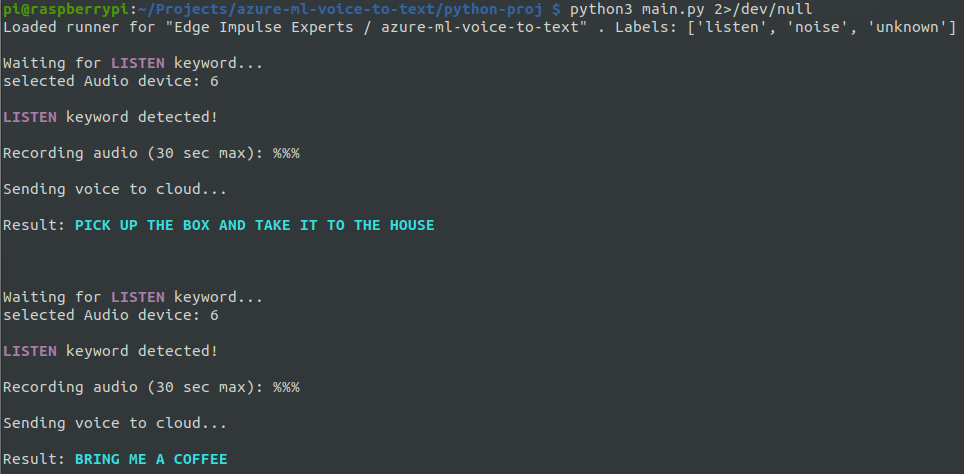 pi@raspberrypi:~/Projects/azure-ml-voice-to-text/python-proj $ python3 main.py 2>/dev/null
Loaded runner for "Edge Impulse Experts / azure-ml-voice-to-text" . Labels: ['listen', 'noise', 'unknown']
Waiting for LISTEN keyword...
selected Audio device: 6
LISTEN keyword detected!
Recording audio (30 sec max): %%%
Sending voice to cloud...
Result: PICK UP THE BOX AND TAKE IT TO THE HOUSE
Waiting for LISTEN keyword...
selected Audio device: 6
LISTEN keyword detected!
Recording audio (30 sec max): %%%
Sending voice to cloud...
Result: BRING ME A COFFEE